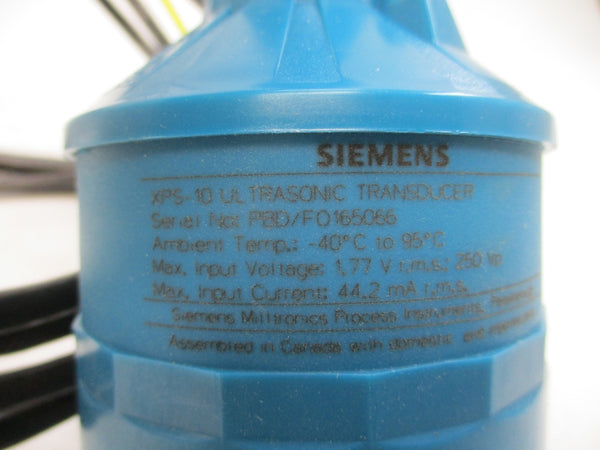 SIEMENS
XPS-10 ULTRASONIC TRANSDUCER
Serial No: PBD/F0165066
Ambient Temp.: -40°C to 95°C
Max. Input Voltage: 1,77 V r.m.s.; 250 Vp
Max. Input Current: 44,2 mA r.m.s.
Siemens Milltronics Process Instruments,
Assembled in Canada with domestic and